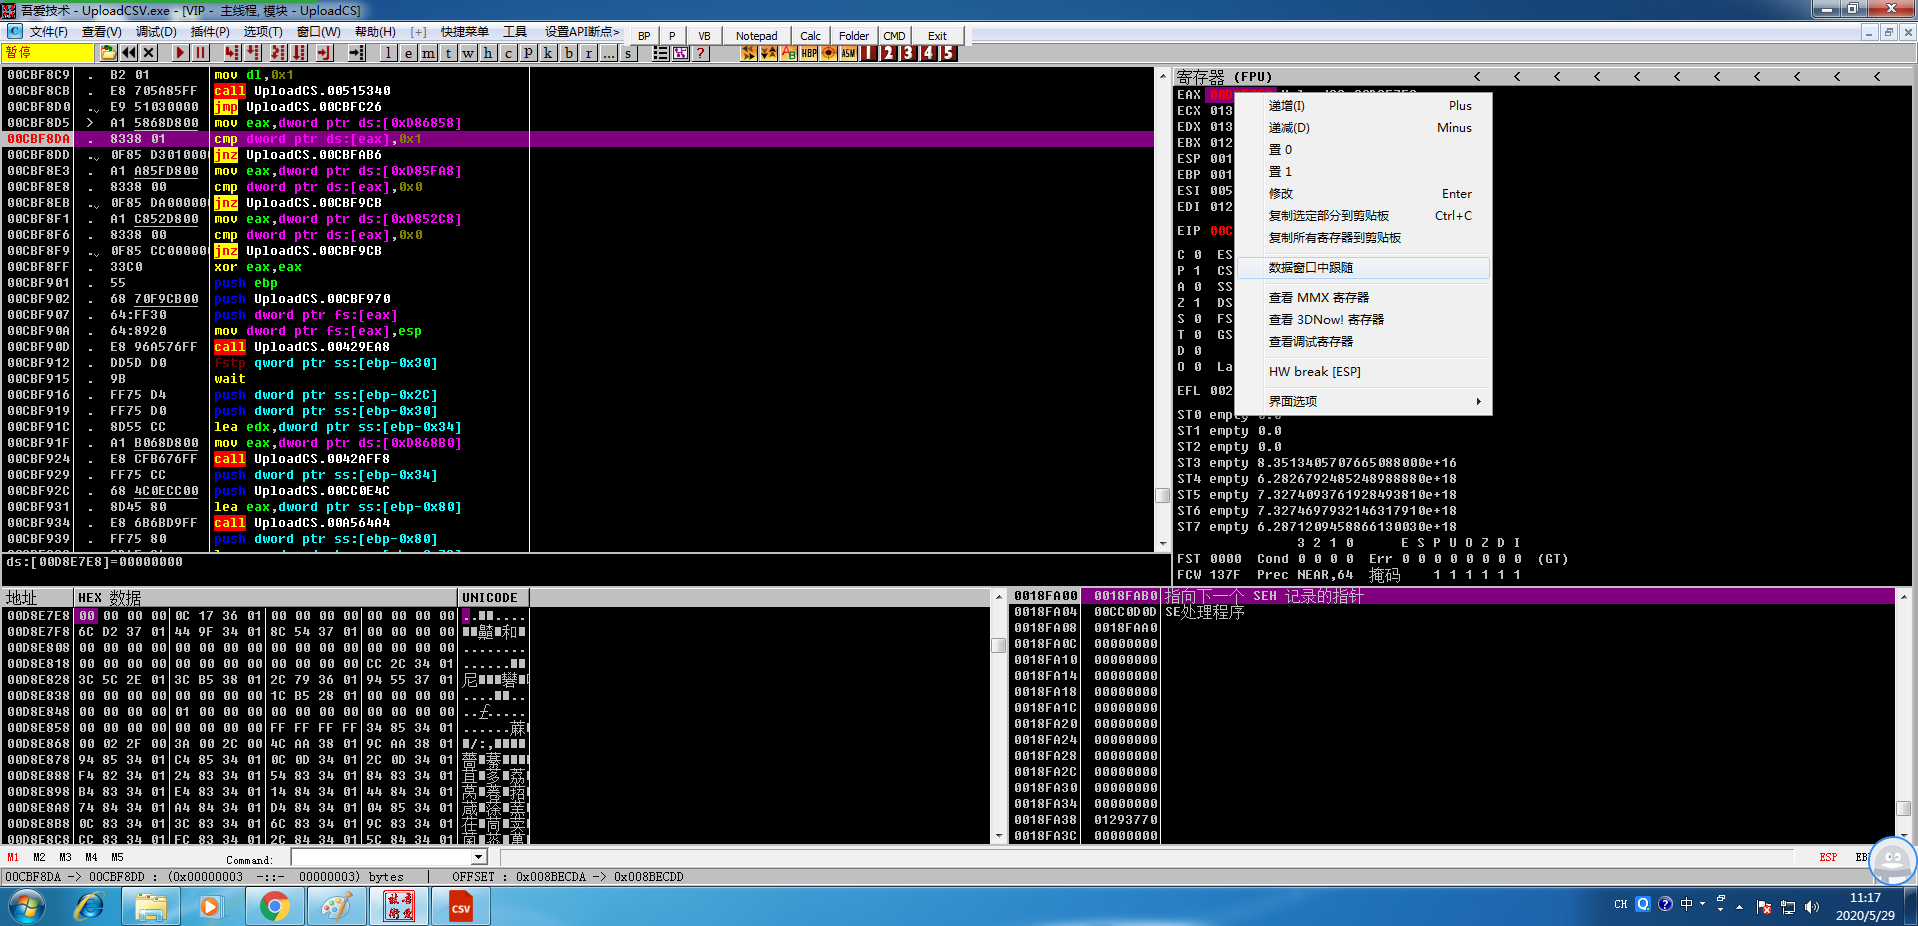 吾爱技术 - UploadCSV.exe - [VIP - 主线程, 模块 - UploadCS]
文件(F) 查看(V) 调试(D) 插件(P) 选项(T) 窗口(W) 帮助(H) [+] 快捷菜单 工具 设置API断点> BP P VB Notepad Calc Folder CMD Exit
暂停 l e m t w h c p k b r ... s ? HBP ASM 1 2 3 4 5
00CBF8C9 . B2 01 mov dl,0x1
00CBF8CB . E8 705A85FF call UploadCS.00515340
00CBF8D0 . E9 51030000 jmp UploadCS.00CBFC26
00CBF8D5 > A1 5868D800 mov eax,dword ptr ds:[0xD86858]
00CBF8DA . 8338 01 cmp dword ptr ds:[eax],0x1
00CBF8DD . 0F85 D3010000 jnz UploadCS.00CBFAB6
00CBF8E3 . A1 A85FD800 mov eax,dword ptr ds:[0xD85FA8]
00CBF8E8 . 8338 00 cmp dword ptr ds:[eax],0x0
00CBF8EB . 0F85 DA000000 jnz UploadCS.00CBF9CB
00CBF8F1 . A1 C852D800 mov eax,dword ptr ds:[0xD852C8]
00CBF8F6 . 8338 00 cmp dword ptr ds:[eax],0x0
00CBF8F9 . 0F85 CC000000 jnz UploadCS.00CBF9CB
00CBF8FF . 33C0 xor eax,eax
00CBF901 . 55 push ebp
00CBF902 . 68 70F9CB00 push UploadCS.00CBF970
00CBF907 . 64:FF30 push dword ptr fs:[eax]
00CBF90A . 64:8920 mov dword ptr fs:[eax],esp
00CBF90D . E8 96A576FF call UploadCS.00429EA8
00CBF912 . DD5D D0 fstp qword ptr ss:[ebp-0x30]
00CBF915 . 9B wait
00CBF916 . FF75 D4 push dword ptr ss:[ebp-0x2C]
00CBF919 . FF75 D0 push dword ptr ss:[ebp-0x30]
00CBF91C . 8D55 CC lea edx,dword ptr ss:[ebp-0x34]
00CBF91F . A1 B068D800 mov eax,dword ptr ds:[0xD868B0]
00CBF924 . E8 CFB676FF call UploadCS.0042AFF8
00CBF929 . FF75 CC push dword ptr ss:[ebp-0x34]
00CBF92C . 68 4C0ECC00 push UploadCS.00CC0E4C
00CBF931 . 8D45 80 lea eax,dword ptr ss:[ebp-0x80]
00CBF934 . E8 6B6BD9FF call UploadCS.00A564A4
00CBF939 . FF75 80 push dword ptr ss:[ebp-0x80]
ds:[00D8E7E8]=00000000
寄存器 (FPU) < < < < < < < < < < <
EAX
ECX 013
EDX 013
EBX 012
ESP 001
EBP 001
ESI 005
EDI 012
EIP 00C
C 0 ES
P 1 CS
A 0 SS
Z 1 DS
S 0 FS
T 0 GS
D 0
O 0 La
EFL 002
ST0 empty 0.0
ST1 empty 0.0
ST2 empty 0.0
ST3 empty 8.3513405707665088000e+16
ST4 empty 6.2826792485248988880e+18
ST5 empty 7.3274093761928493810e+18
ST6 empty 7.3274697932146317910e+18
ST7 empty 6.2871209458866130030e+18
3 2 1 0 E S P U O Z D I
FST 0000 Cond 0 0 0 0 Err 0 0 0 0 0 0 0 0 (GT)
FCW 137F Prec NEAR,64 掩码 1 1 1 1 1 1
递增(I) Plus
递减(D) Minus
置 0
置 1
修改 Enter
复制选定部分到剪贴板 Ctrl+C
复制所有寄存器到剪贴板
数据窗口中跟随
查看 MMX 寄存器
查看 3DNow! 寄存器
查看调试寄存器
HW break [ESP]
界面选项
地址 HEX 数据 UNICODE
00D8E7E8 00 00 00 00 0C 17 36 01 00 00 00 00 00 00 00 00
00D8E7F8 6C D2 37 01 44 9F 34 01 8C 54 37 01 00 00 00 00
00D8E808 00 00 00 00 00 00 00 00 00 00 00 00 00 00 00 00 ........
00D8E818 00 00 00 00 00 00 00 00 00 00 00 00 CC 2C 34 01
00D8E828 3C 5C 2E 01 3C B5 38 01 2C 79 36 01 94 55 37 01
00D8E838 00 00 00 00 00 00 00 00 1C B5 28 01 00 00 00 00
00D8E848 00 00 00 00 01 00 00 00 00 00 00 00 00 00 00 00
00D8E858 00 00 00 00 00 00 00 00 FF FF FF FF 34 85 34 01
00D8E868 00 02 2F 00 3A 00 2C 00 4C AA 38 01 9C AA 38 01
00D8E878 94 85 34 01 C4 85 34 01 0C 0D 34 01 2C 0D 34 01
00D8E888 F4 82 34 01 24 83 34 01 54 83 34 01 84 83 34 01
00D8E898 B4 83 34 01 E4 83 34 01 14 84 34 01 44 84 34 01
00D8E8A8 74 84 34 01 A4 84 34 01 D4 84 34 01 04 85 34 01
00D8E8B8 0C 83 34 01 3C 83 34 01 6C 83 34 01 9C 83 34 01
00D8E8C8 CC 83 34 01 FC 83 34 01 2C 84 34 01 5C 84 34 01
0018FA00 0018FAB0 指向下一个 SEH 记录的指针
0018FA04 00CC0D0D SE处理程序
0018FA08 0018FAA0
0018FA0C 00000000
0018FA10 00000000
0018FA14 00000000
0018FA18 00000000
0018FA1C 00000000
0018FA20 00000000
0018FA24 00000000
0018FA28 00000000
0018FA2C 00000000
0018FA30 00000000
0018FA34 00000000
0018FA38 01293770
0018FA3C 00000000
M1 M2 M3 M4 M5 Command: ESP
00CBF8DA -> 00CBF8DD : (0x00000003 -::- 00000003) bytes | OFFSET : 0x008BECDA -> 0x008BECDD
CSV
CH 中 11:17
2020/5/29